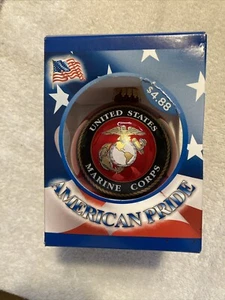 $4.88
UNITED STATES
MARINE CORPS
AMERICAN PRIDE